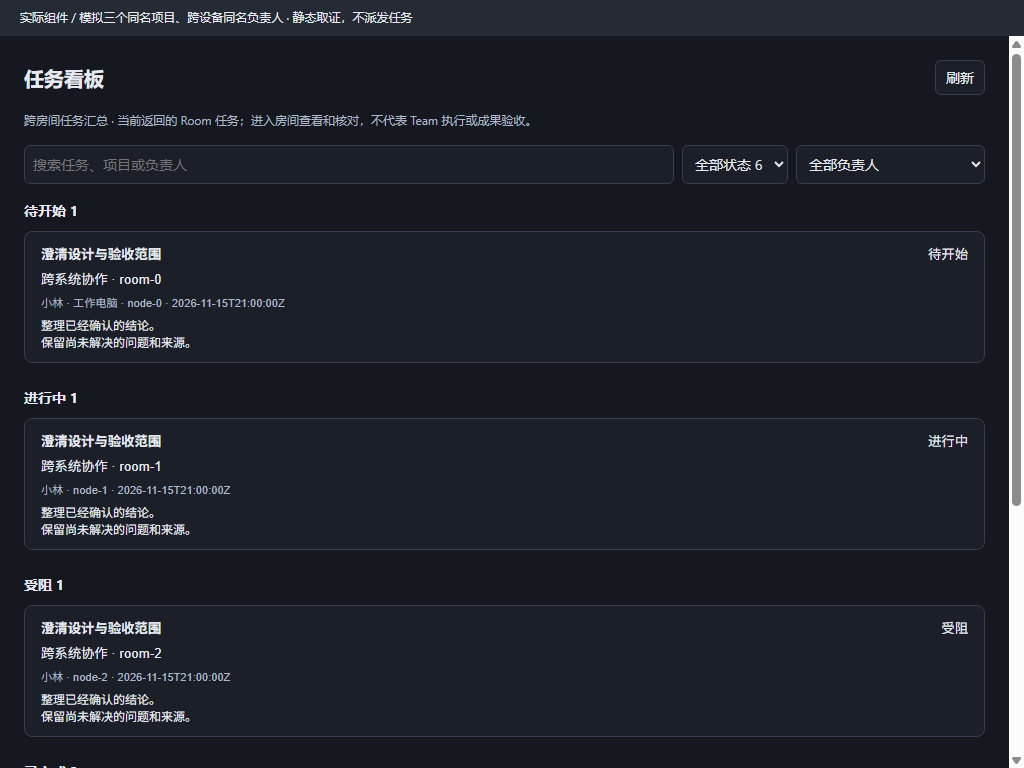 实际组件 / 模拟三个同名项目、跨设备同名负责人 · 静态取证，不派发任务
任务看板
刷新
跨房间任务汇总 · 当前返回的 Room 任务；进入房间查看和核对，不代表 Team 执行或成果验收。
搜索任务、项目或负责人
全部状态 6
全部负责人
待开始 1
澄清设计与验收范围
待开始
跨系统协作 · room-0
小林 · 工作电脑 · node-0 · 2026-11-15T21:00:00Z
整理已经确认的结论。
保留尚未解决的问题和来源。
进行中 1
澄清设计与验收范围
进行中
跨系统协作 · room-1
小林 · node-1 · 2026-11-15T21:00:00Z
整理已经确认的结论。
保留尚未解决的问题和来源。
受阻 1
澄清设计与验收范围
受阻
跨系统协作 · room-2
小林 · node-2 · 2026-11-15T21:00:00Z
整理已经确认的结论。
保留尚未解决的问题和来源。